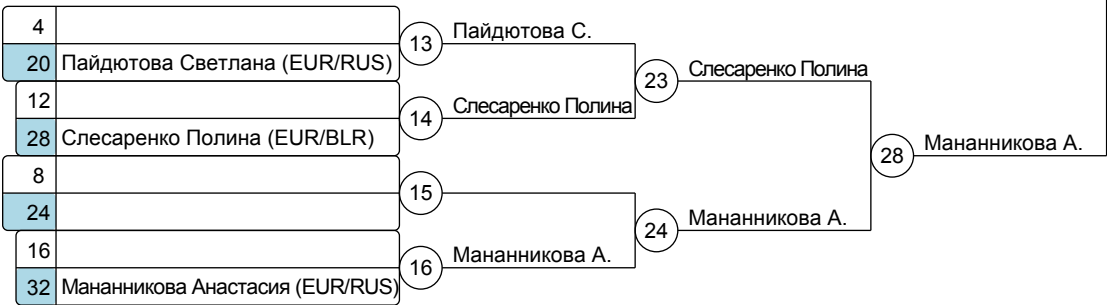 4
20 Пайдютова Светлана (EUR/RUS)
13 Пайдютова С.
12
28 Слесаренко Полина (EUR/BLR)
14 Слесаренко Полина
23 Слесаренко Полина
8
24
15
16
32 Мананникова Анастасия (EUR/RUS)
16 Мананникова А.
24 Мананникова А.
28 Мананникова А.